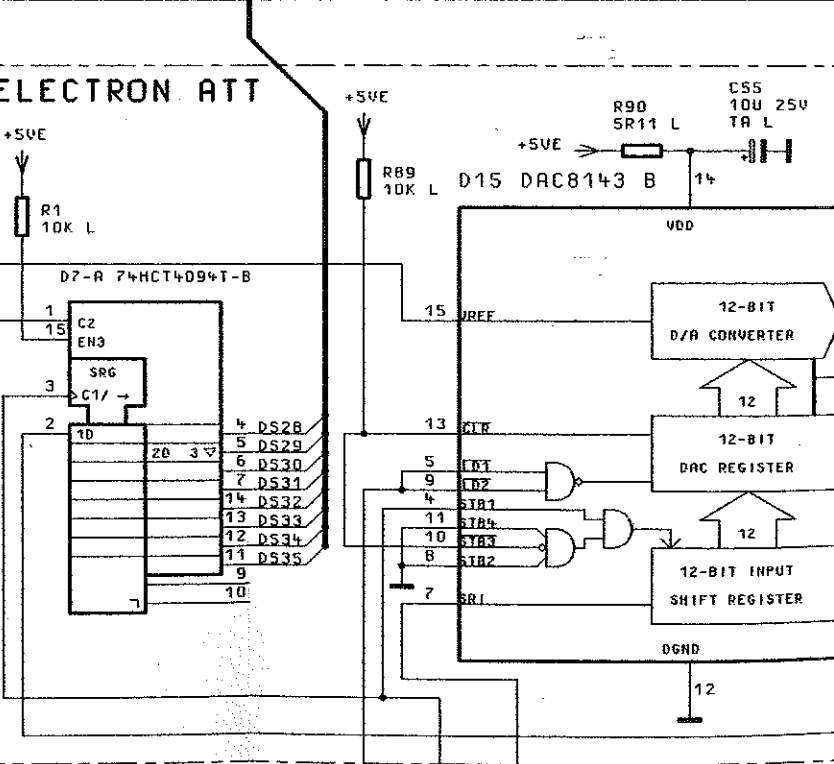 ELECTRON ATT
+5VE
R1
10K L
D7-A 74HCT4094T-B
1
15
C2
EN3
SRG
3
C1/ →
2
1D
2D 3 ▽
4 DS28
5 DS29
6 DS30
7 DS31
14 DS32
13 DS33
12 DS34
11 DS35
9
10
+5VE
R89
10K L
R90
5R11 L
+5VE
C55
10U 25V
TA L
D15 DAC8143 B
14
VDD
15 VREF
12-BIT
D/A CONVERTER
12
13 CLR
12-BIT
DAC REGISTER
5 LD1
9 LD2
4 STB1
11 STB4
10 STB3
8 STB2
12
12-BIT INPUT
SHIFT REGISTER
7 SRI
DGND
12